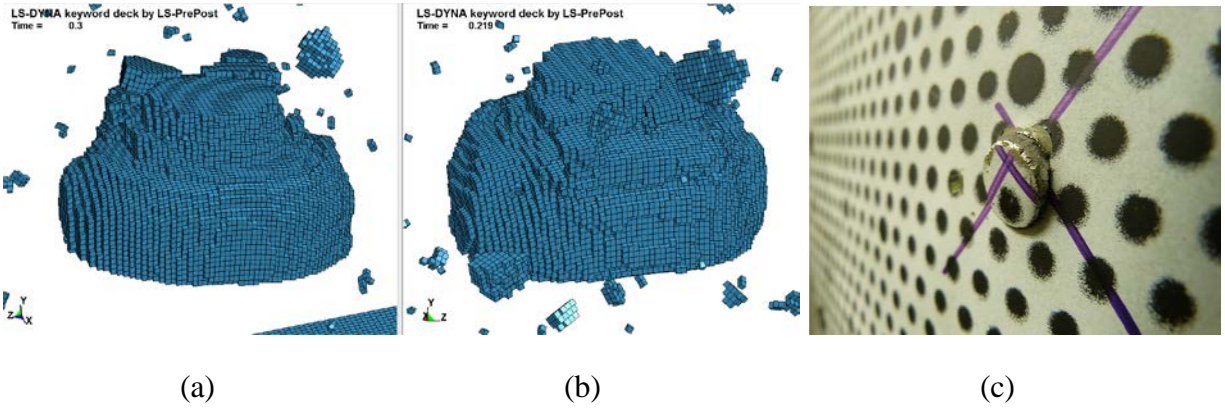 LS-DYNA keyword deck by LS-PrePost
Time = 0.3
LS-DYNA keyword deck by LS-PrePost
Time = 0.219
Y
Z
X
Y
X
Z
(a)
(b)
(c)